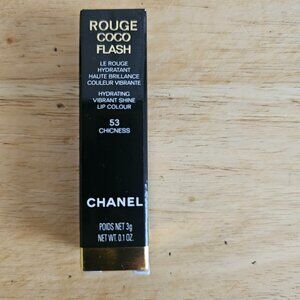 ROUGE
COCO
FLASH
LE ROUGE
HYDRATANT
HAUTE BRILLANCE
COULEUR VIBRANTE
HYDRATING
VIBRANT SHINE
LIP COLOUR
53
CHICNESS
CHANEL
POIDS NET 3g
NET WT. 0.1 OZ.